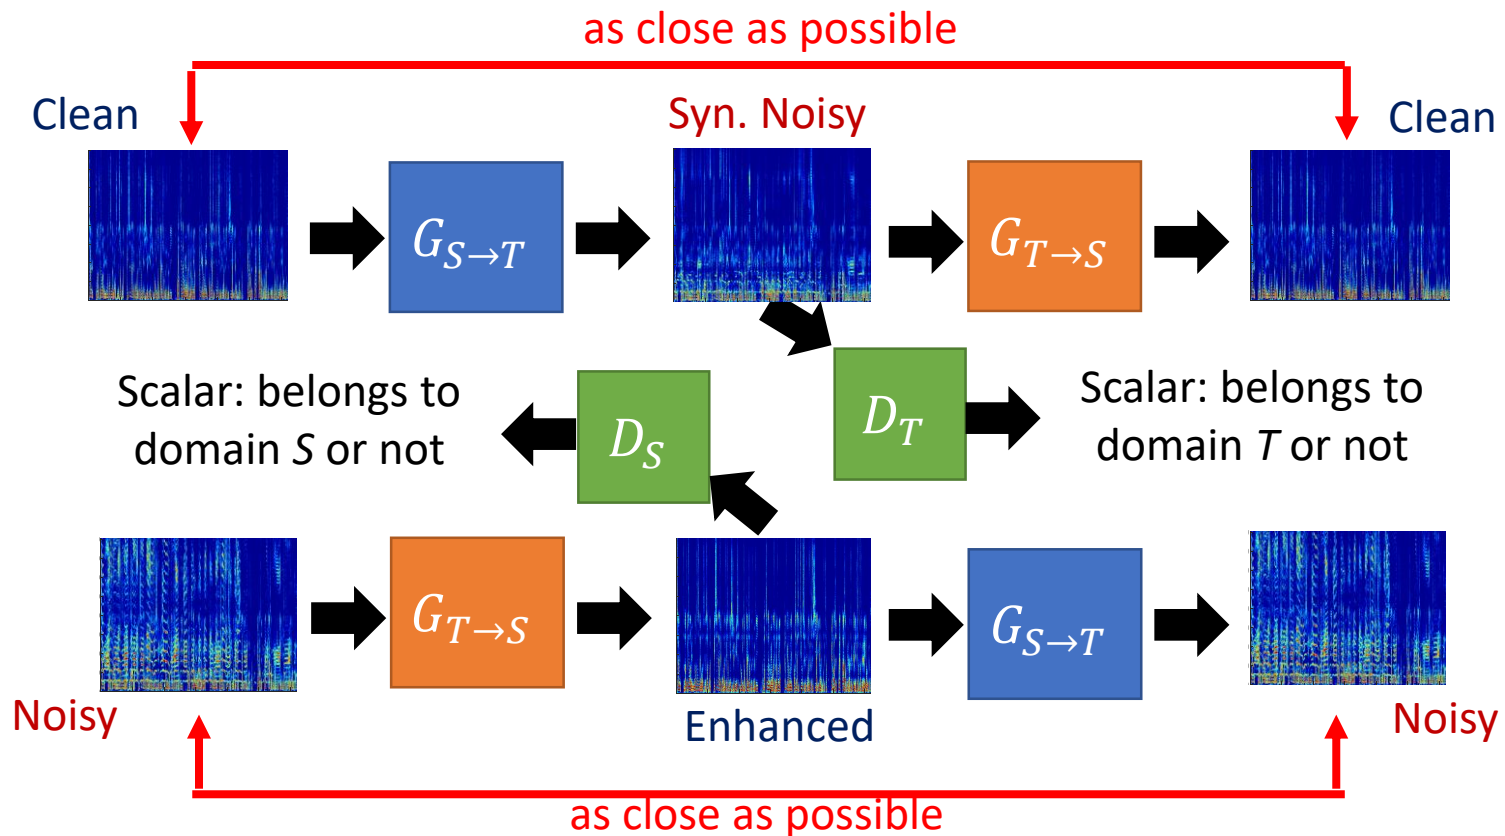 as close as possible
Clean
Syn. Noisy
Clean
G_{S→T}
G_{T→S}
Scalar: belongs to
domain S or not
D_S
D_T
Scalar: belongs to
domain T or not
G_{T→S}
G_{S→T}
Noisy
Enhanced
Noisy
as close as possible